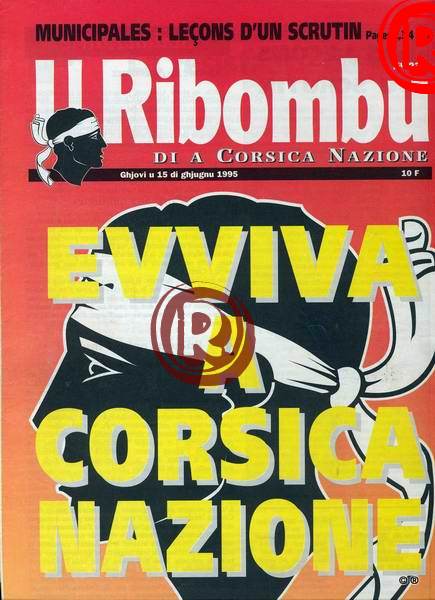 MUNICIPALES : LEÇONS D'UN SCRUTIN
U Ribombu
DI A CORSICA NAZIONE
Ghjovi u 15 di ghjugnu 1995
10 F
EVVIVA
A
CORSICA
NAZIONE
R
R
C/®